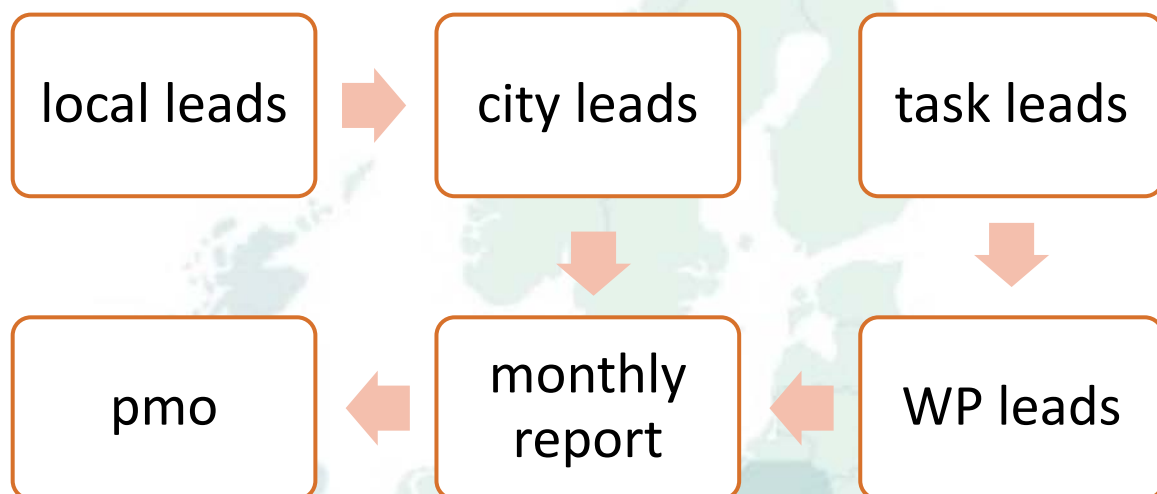 local leads
city leads
task leads
pmo
monthly
report
WP leads